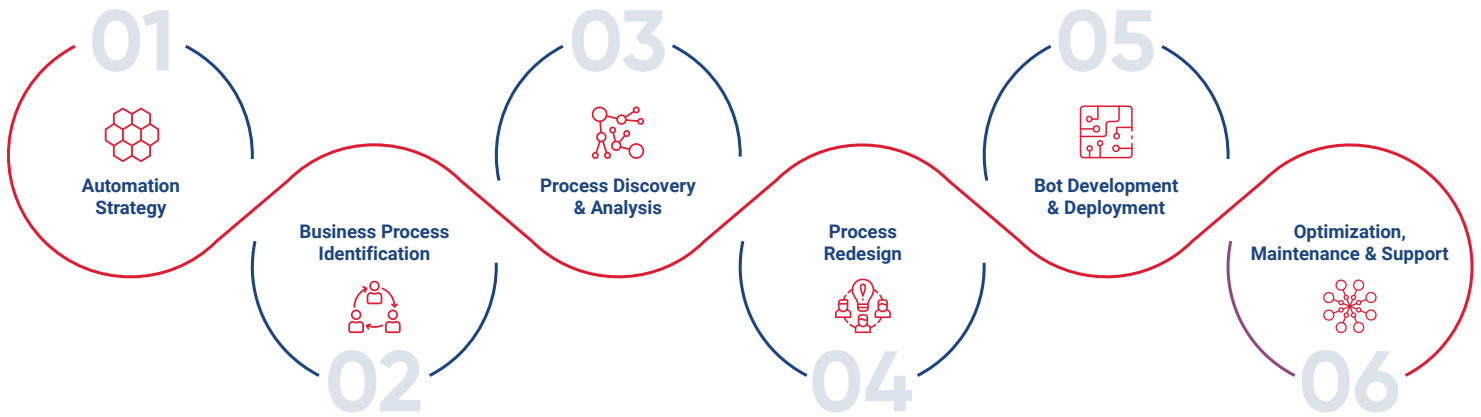 01
Automation
Strategy
02
Business Process
Identification
03
Process Discovery
& Analysis
04
Process
Redesign
05
Bot Development
& Deployment
06
Optimization,
Maintenance & Support